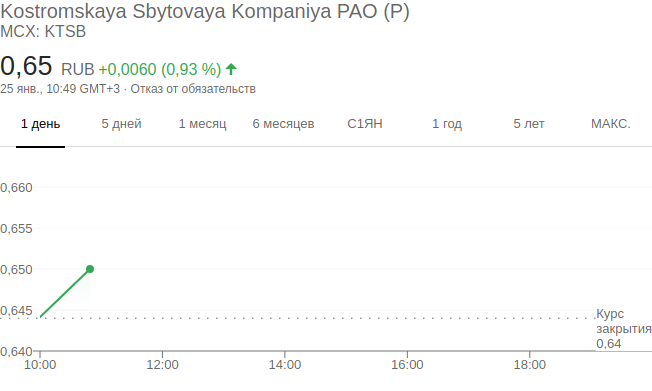 Kostromskaya Sbytovaya Kompaniya PAO (P)
MCX: KTSB
0,65 RUB +0,0060 (0,93 %)
25 янв., 10:49 GMT+3 · Отказ от обязательств
1 день 5 дней 1 месяц 6 месяцев С1ЯН 1 год 5 лет МАКС.
0,660
0,655
0,650
0,645
Курс
закрытия
0,64
0,640
10:00 12:00 14:00 16:00 18:00